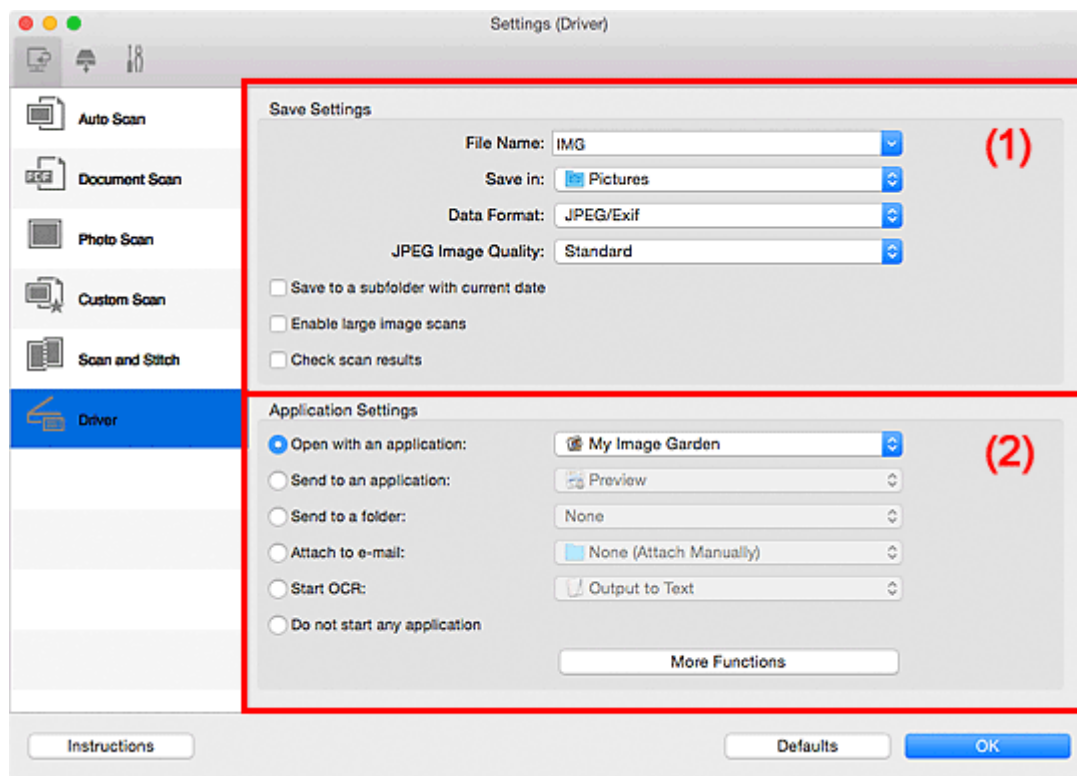 Settings (Driver)
Auto Scan
Document Scan
Photo Scan
Custom Scan
Scan and Stitch
Driver
Save Settings
(1)
File Name: IMG
Save in: Pictures
Data Format: JPEG/Exif
JPEG Image Quality: Standard
Save to a subfolder with current date
Enable large image scans
Check scan results
Application Settings
(2)
Open with an application: My Image Garden
Send to an application: Preview
Send to a folder: None
Attach to e-mail: None (Attach Manually)
Start OCR: Output to Text
Do not start any application
More Functions
Instructions
Defaults
OK